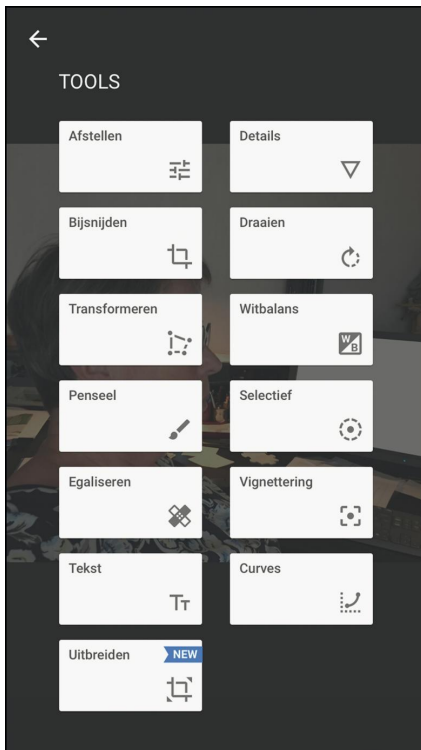 TOOLS
Afstellen
Details
Bijsnijden
Draaien
Transformeren
Witbalans
Penseel
Selectief
Egaliseren
Vignettering
Tekst
Curves
Uitbreiden
NEW